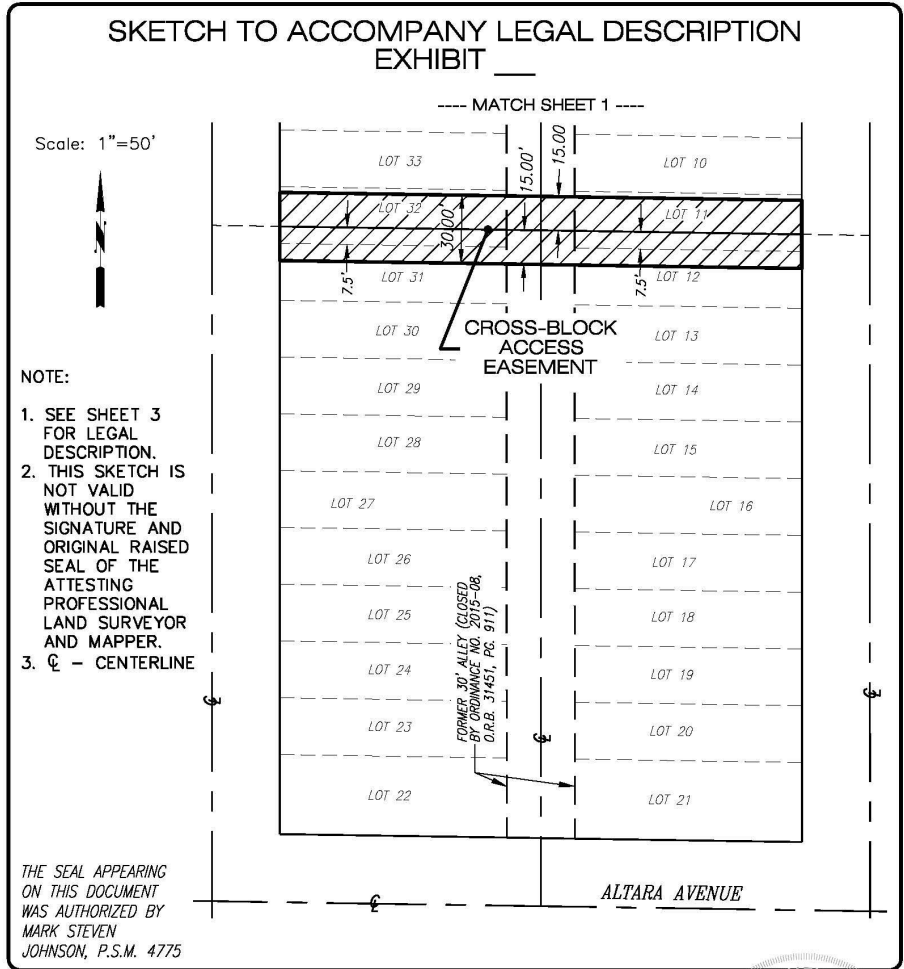 SKETCH TO ACCOMPANY LEGAL DESCRIPTION
EXHIBIT ___
---- MATCH SHEET 1 ----
Scale: 1"=50'
N
LOT 33
15.00'
15.00
LOT 10
LOT 32
30.00'
LOT 11
7.5'
LOT 31
7.5'
LOT 12
CROSS-BLOCK
ACCESS
EASEMENT
LOT 30
LOT 13
LOT 29
LOT 14
LOT 28
LOT 15
LOT 27
LOT 16
LOT 26
LOT 17
LOT 25
LOT 18
LOT 24
LOT 19
LOT 23
LOT 20
LOT 22
LOT 21
FORMER 30' ALLEY (CLOSED
BY ORDINANCE NO. 2015-08,
O.R.B. 31451, PG. 911)
NOTE:
1. SEE SHEET 3
FOR LEGAL
DESCRIPTION.
2. THIS SKETCH IS
NOT VALID
WITHOUT THE
SIGNATURE AND
ORIGINAL RAISED
SEAL OF THE
ATTESTING
PROFESSIONAL
LAND SURVEYOR
AND MAPPER.
3. ℄ - CENTERLINE
℄
℄
℄
℄
ALTARA AVENUE
THE SEAL APPEARING
ON THIS DOCUMENT
WAS AUTHORIZED BY
MARK STEVEN
JOHNSON, P.S.M. 4775